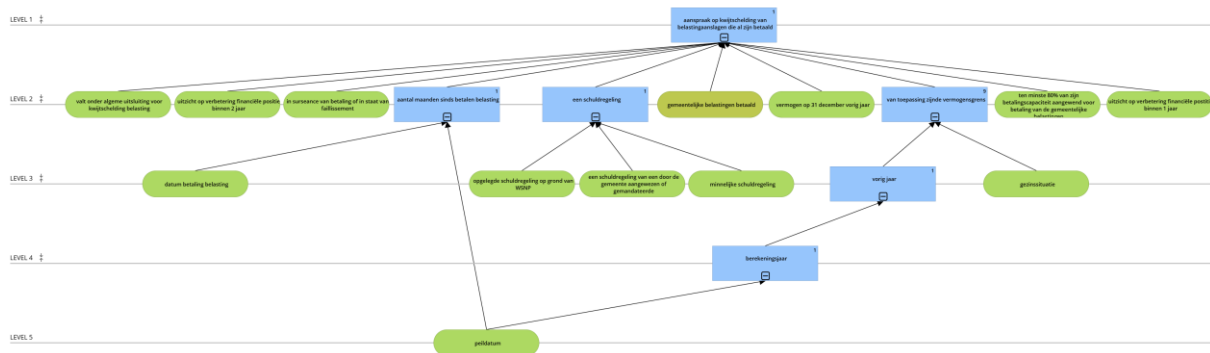 LEVEL 1
1
aanspraak op kwijtschelding van
belastingaanslagen die al zijn betaald
LEVEL 2
valt onder algeme uitsluiting voor
kwijtschelding belasting
uitzicht op verbetering financiële positie
binnen 2 jaar
in surseance van betaling of in staat van
faillissement
1
aantal maanden sinds betalen belasting
1
een schuldregeling
gemeentelijke belastingen betaald
vermogen op 31 december vorig jaar
9
van toepassing zijnde vermogensgrens
ten minste 80% van zijn
betalingscapaciteit aangewend voor
betaling van de gemeentelijke
belastingen
uitzicht op verbetering financiële positie
binnen 1 jaar
LEVEL 3
datum betaling belasting
opgelegde schuldregeling op grond van
WSNP
een schuldregeling van een door de
gemeente aangewezen of
gemandateerde
minnelijke schuldregeling
1
vorig jaar
gezinssituatie
LEVEL 4
1
berekeningsjaar
LEVEL 5
peildatum